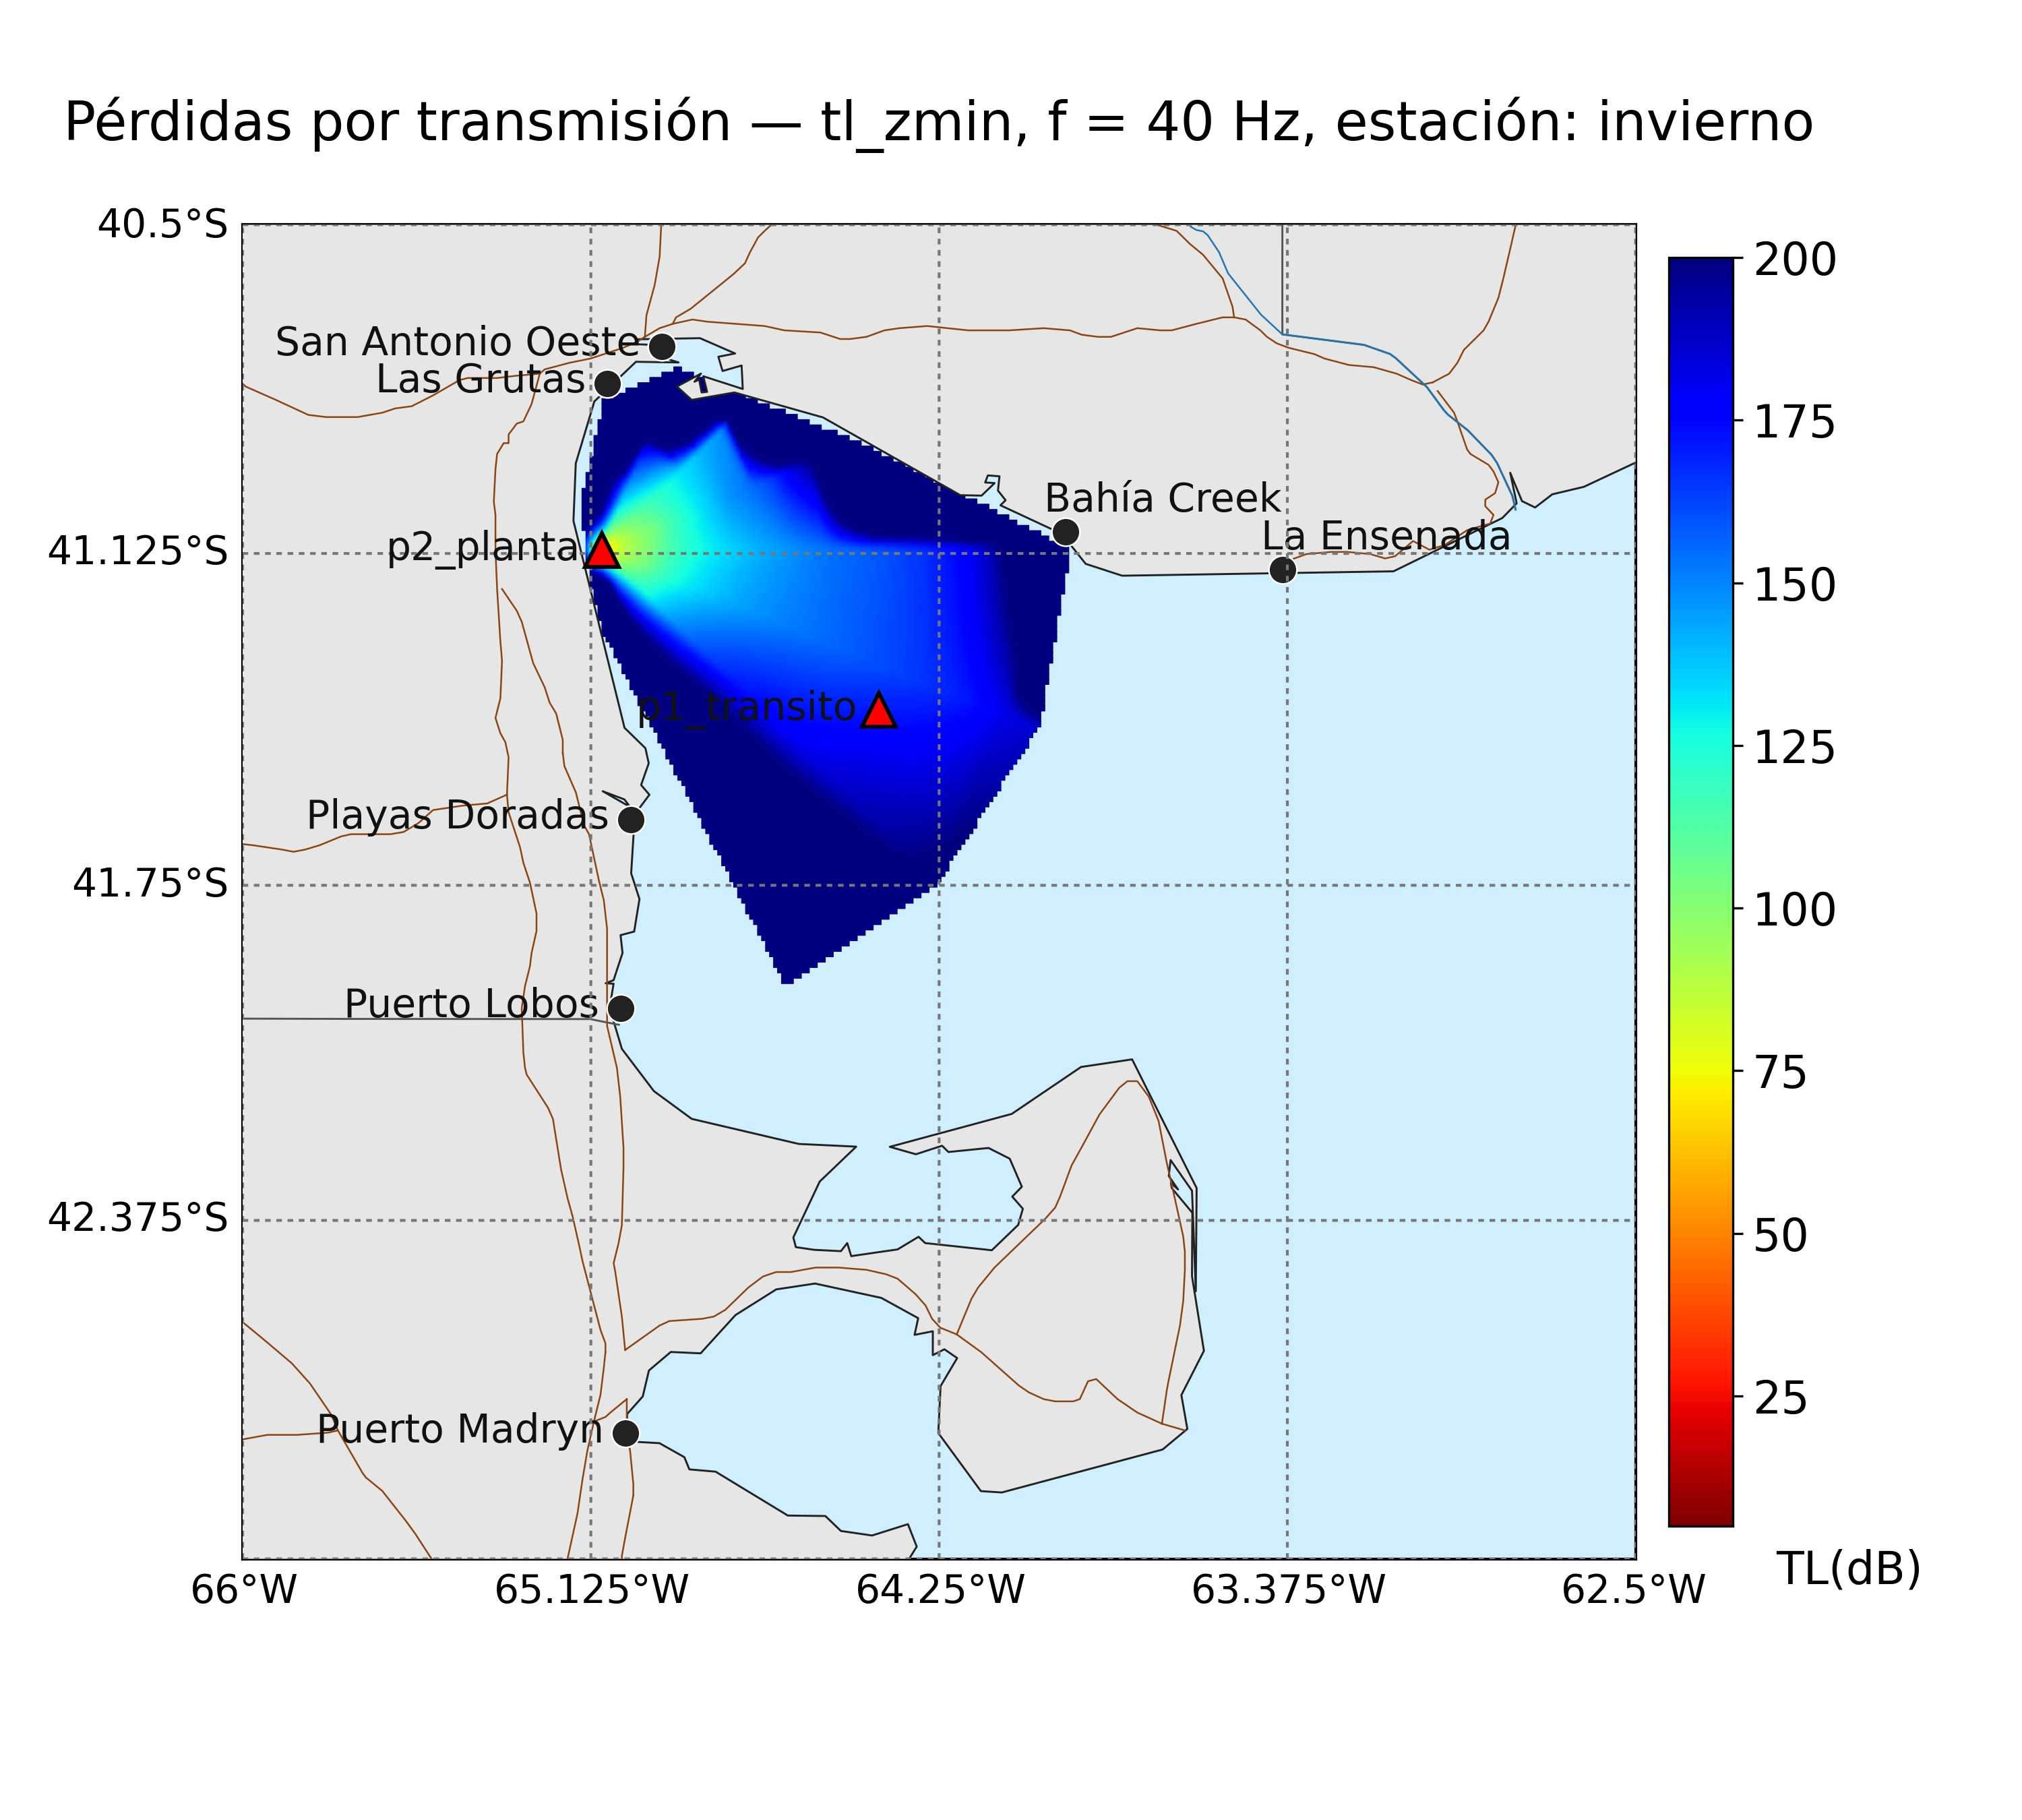 Pérdidas por transmisión — tl_zmin, f = 40 Hz, estación: invierno
40.5°S
200
San Antonio Oeste
Las Grutas
175
Bahía Creek
La Ensenada
p2_planta
41.125°S
150
p1_transito
125
Playas Doradas
41.75°S
100
Puerto Lobos
75
42.375°S
50
25
Puerto Madryn
TL(dB)
66°W
65.125°W
64.25°W
63.375°W
62.5°W